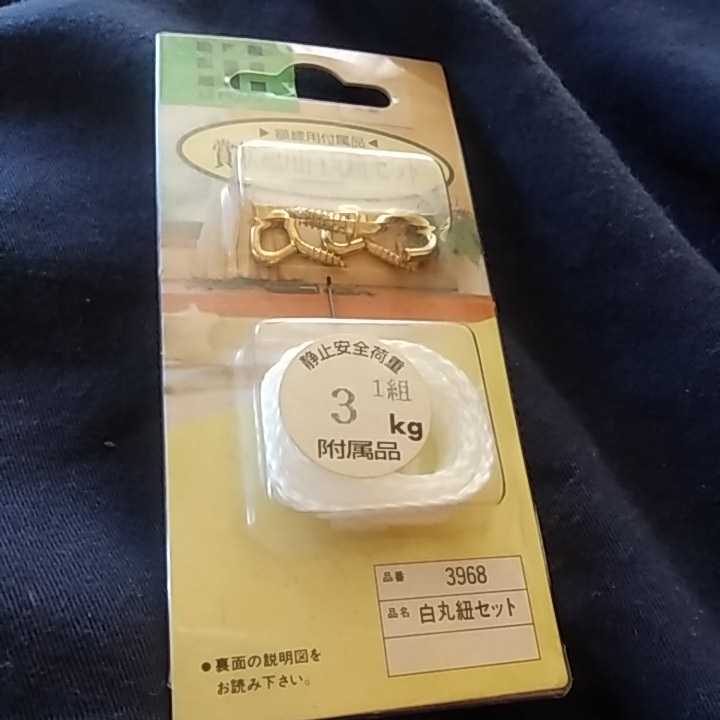 ▶額縁用付属品◀
賞
静止安全荷重
1組
3 kg
附属品
品番 3968
品名 白丸紐セット
●裏面の説明図を
お読み下さい。